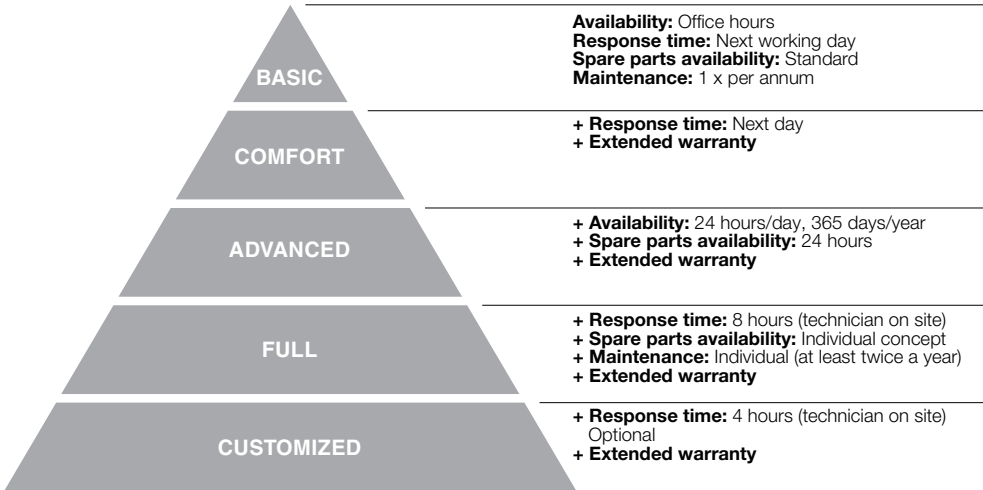 BASIC
Availability: Office hours
Response time: Next working day
Spare parts availability: Standard
Maintenance: 1 x per annum
COMFORT
+ Response time: Next day
+ Extended warranty
ADVANCED
+ Availability: 24 hours/day, 365 days/year
+ Spare parts availability: 24 hours
+ Extended warranty
FULL
+ Response time: 8 hours (technician on site)
+ Spare parts availability: Individual concept
+ Maintenance: Individual (at least twice a year)
+ Extended warranty
CUSTOMIZED
+ Response time: 4 hours (technician on site)
Optional
+ Extended warranty